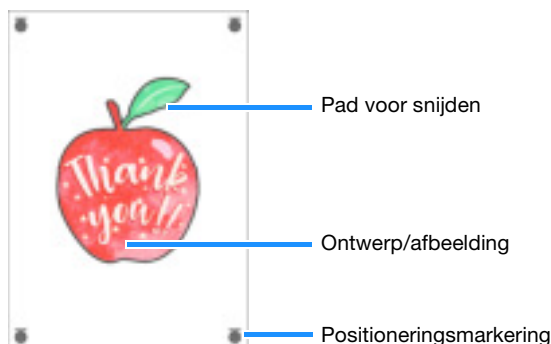 Pad voor snijden
Thank
you!!
Ontwerp/afbeelding
Positioneringsmarkering